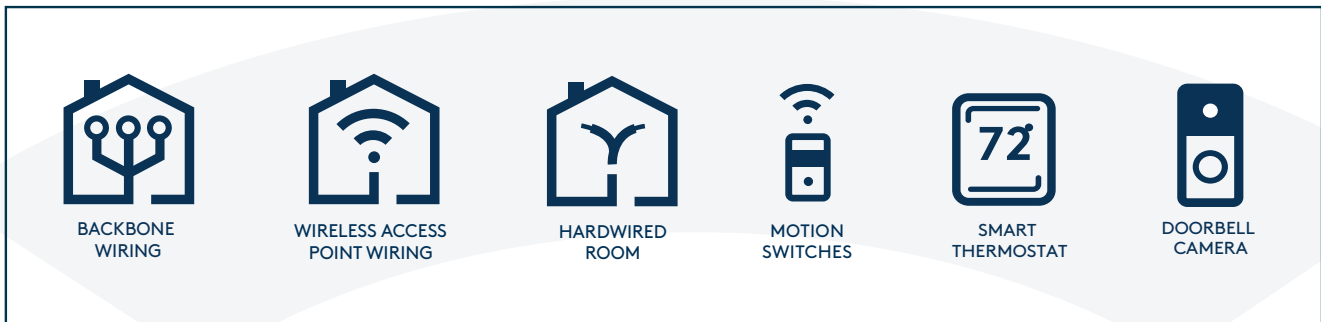 72°
BACKBONE
WIRING
WIRELESS ACCESS
POINT WIRING
HARDWIRED
ROOM
MOTION
SWITCHES
SMART
THERMOSTAT
DOORBELL
CAMERA